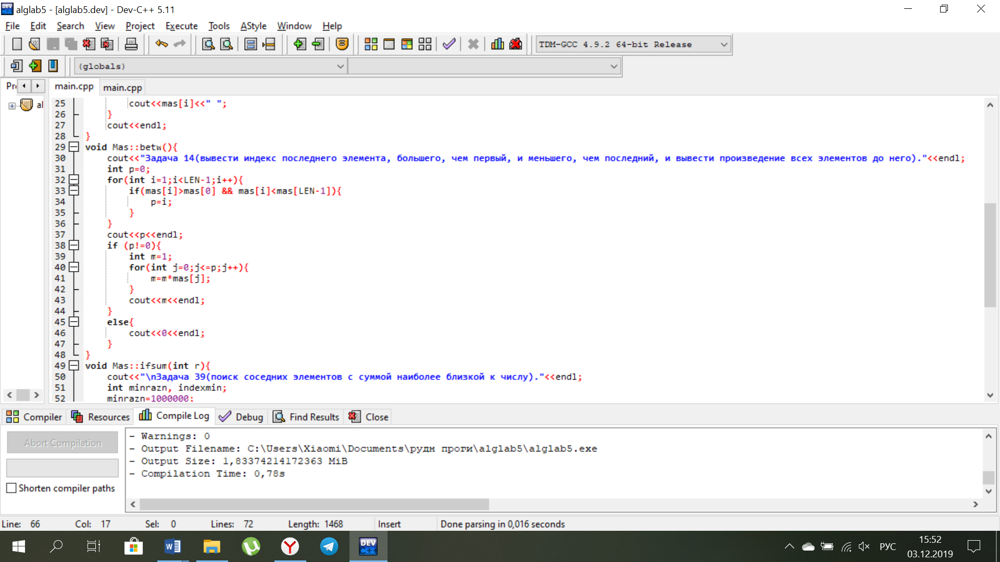 alglab5 - [alglab5.dev] - Dev-C++ 5.11
File Edit Search View Project Execute Tools AStyle Window Help
TDM-GCC 4.9.2 64-bit Release
(globals)
main.cpp main.cpp
al
25 cout<<mas[i]<<" ";
26 }
27 cout<<endl;
28 }
29 void Mas::betw(){
30 cout<<"Задача 14(вывести индекс последнего элемента, большего, чем первый, и меньшего, чем последний, и вывести произведение всех элементов до него)."<<endl;
31 int p=0;
32 for(int i=1;i<LEN-1;i++){
33 if(mas[i]>mas[0] && mas[i]<mas[LEN-1]){
34 p=i;
35 }
36 }
37 cout<<p<<endl;
38 if (p!=0){
39 int m=1;
40 for(int j=0;j<=p;j++){
41 m=m*mas[j];
42 }
43 cout<<m<<endl;
44 }
45 else{
46 cout<<0<<endl;
47 }
48 }
49 void Mas::ifsum(int r){
50 cout<<"\nЗадача 39(поиск соседних элементов с суммой наиболее близкой к числу)."<<endl;
51 int minrazn, indexmin;
52 minrazn=1000000;
Compiler Resources Compile Log Debug Find Results Close
Abort Compilation
Shorten compiler paths
- Warnings: 0
- Output Filename: C:\Users\Xiaomi\Documents\рудн проги\alglab5\alglab5.exe
- Output Size: 1,83374214172363 MiB
- Compilation Time: 0,78s
Line: 66 Col: 17 Sel: 0 Lines: 72 Length: 1468 Insert Done parsing in 0,016 seconds
РУС
15:52
03.12.2019